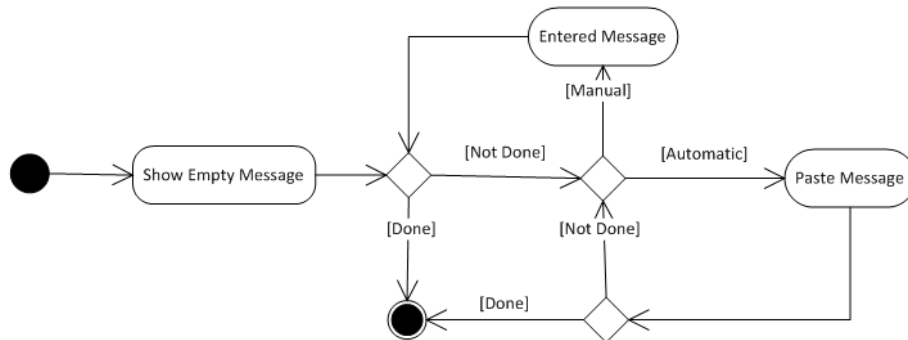 Entered Message
[Manual]
[Not Done]
[Automatic]
Show Empty Message
Paste Message
[Done]
[Not Done]
[Done]